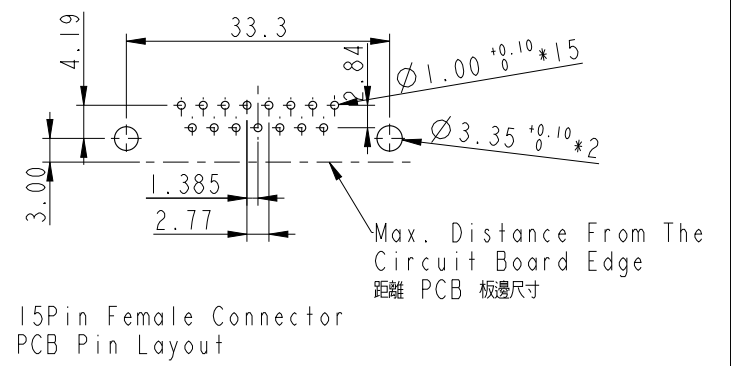 33.3
4.19
2.84
Ø1.00 +0.10 0 *15
Ø3.35 +0.10 0 *2
3.00
1.385
2.77
Max. Distance From The
Circuit Board Edge
距離 PCB 板邊尺寸
15Pin Female Connector
PCB Pin Layout